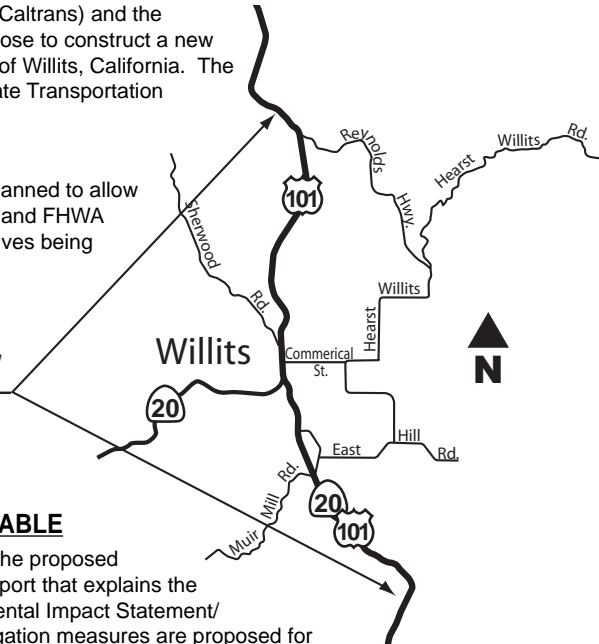 Caltrans) and the
ose to construct a new
of Willits, California. The
ate Transportation
anned to allow
and FHWA
ves being
ABLE
he proposed
port that explains the
ental Impact Statement/
gation measures are proposed for
Reynolds
Hwy.
Hearst
Willits
Rd.
101
Sherwood
Rd.
Willits
Hearst
Willits
Commerical
St.
N
20
East
Hill
Rd.
Muir
Mill
Rd.
20
101